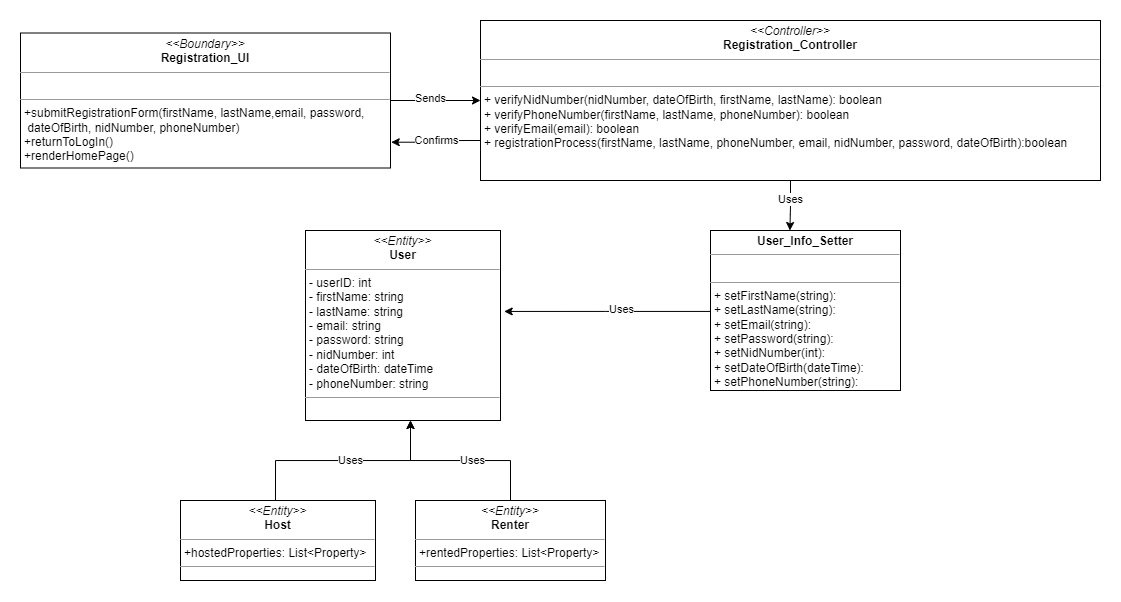 <<Boundary>>
Registration_UI
+submitRegistrationForm(firstName, lastName,email, password,
dateOfBirth, nidNumber, phoneNumber)
+returnToLogIn()
+renderHomePage()
Sends
Confirms
<<Controller>>
Registration_Controller
+ verifyNidNumber(nidNumber, dateOfBirth, firstName, lastName): boolean
+ verifyPhoneNumber(firstName, lastName, phoneNumber): boolean
+ verifyEmail(email): boolean
+ registrationProcess(firstName, lastName, phoneNumber, email, nidNumber, password, dateOfBirth):boolean
Uses
<<Entity>>
User
- userID: int
- firstName: string
- lastName: string
- email: string
- password: string
- nidNumber: int
- dateOfBirth: dateTime
- phoneNumber: string
Uses
User_Info_Setter
+ setFirstName(string):
+ setLastName(string):
+ setEmail(string):
+ setPassword(string):
+ setNidNumber(int):
+ setDateOfBirth(dateTime):
+ setPhoneNumber(string):
Uses
Uses
<<Entity>>
Host
+hostedProperties: List<Property>
<<Entity>>
Renter
+rentedProperties: List<Property>